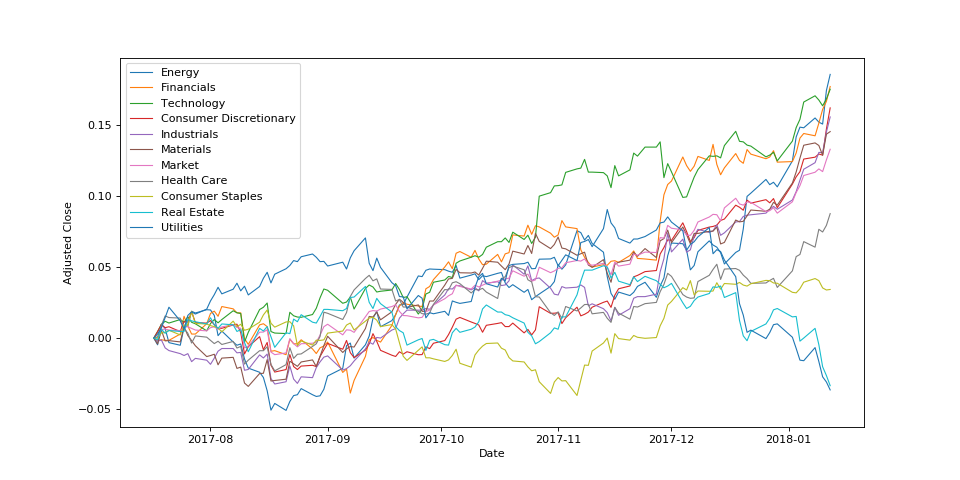 Energy
Financials
Technology
Consumer Discretionary
Industrials
Materials
Market
Health Care
Consumer Staples
Real Estate
Utilities
0.15
0.10
0.05
0.00
−0.05
Adjusted Close
2017-08
2017-09
2017-10
2017-11
2017-12
2018-01
Date